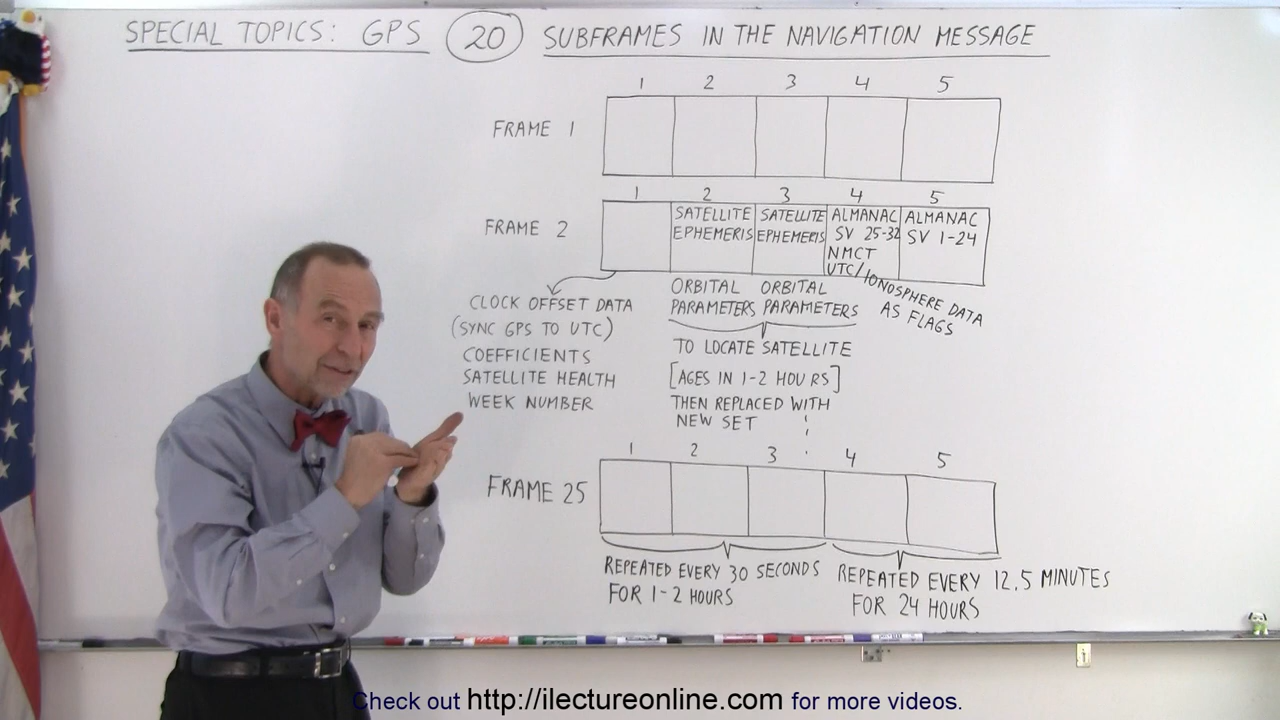 SPECIAL TOPICS: GPS 20 SUBFRAMES IN THE NAVIGATION MESSAGE
1 2 3 4 5
FRAME 1
1 2 3 4 5
FRAME 2
SATELLITE EPHEMERIS
SATELLITE EPHEMERIS
ALMANAC SV 25-32 NMCT UTC/IONOSPHERE DATA AS FLAGS
ALMANAC SV 1-24
CLOCK OFFSET DATA
(SYNC GPS TO UTC)
COEFFICIENTS
SATELLITE HEALTH
WEEK NUMBER
ORBITAL PARAMETERS
ORBITAL PARAMETERS
TO LOCATE SATELLITE
[AGES IN 1-2 HOURS]
THEN REPLACED WITH
NEW SET
1 2 3 4 5
FRAME 25
REPEATED EVERY 30 SECONDS
FOR 1-2 HOURS
REPEATED EVERY 12.5 MINUTES
FOR 24 HOURS
Check out http://ilectureonline.com for more videos.